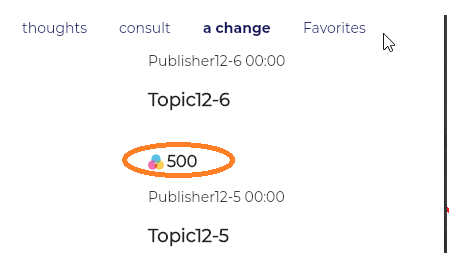 thoughts consult a change Favorites
Publisher12-6 00:00
Topic12-6
500
Publisher12-5 00:00
Topic12-5